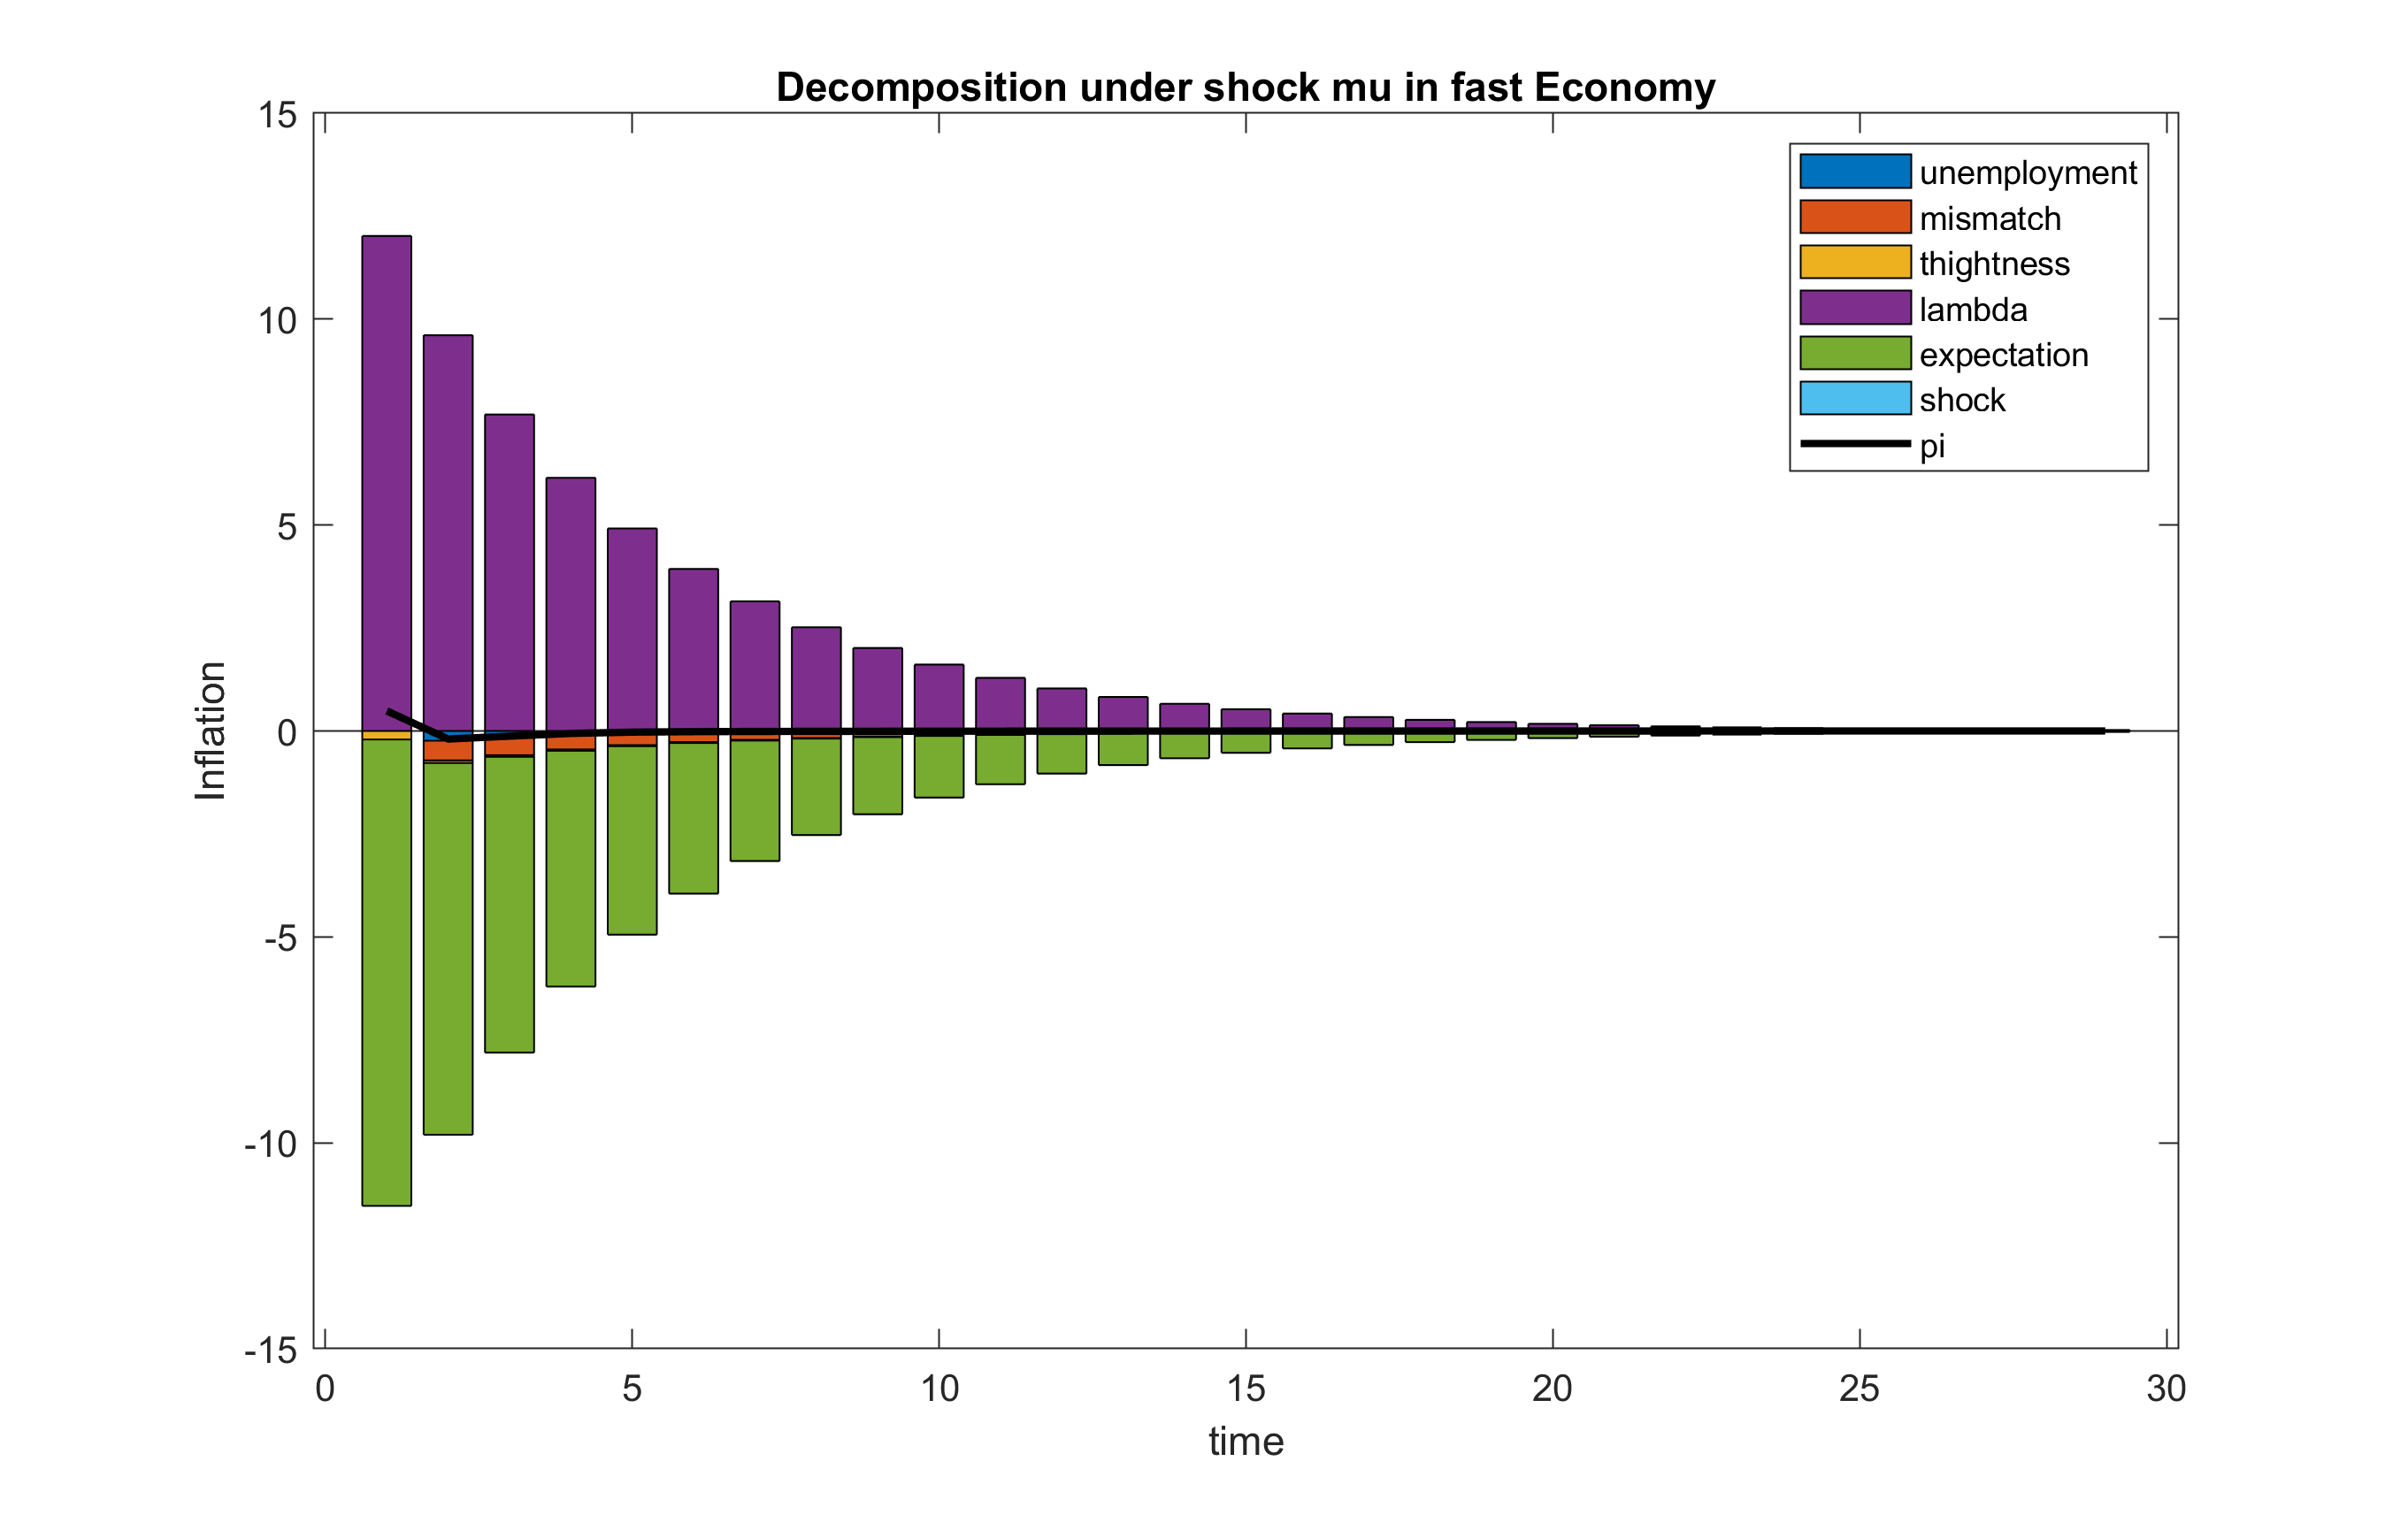 Decomposition under shock mu in fast Economy
15
10
5
0
-5
-10
-15
Inflation
unemployment
mismatch
thightness
lambda
expectation
shock
pi
0 5 10 15 20 25 30
time